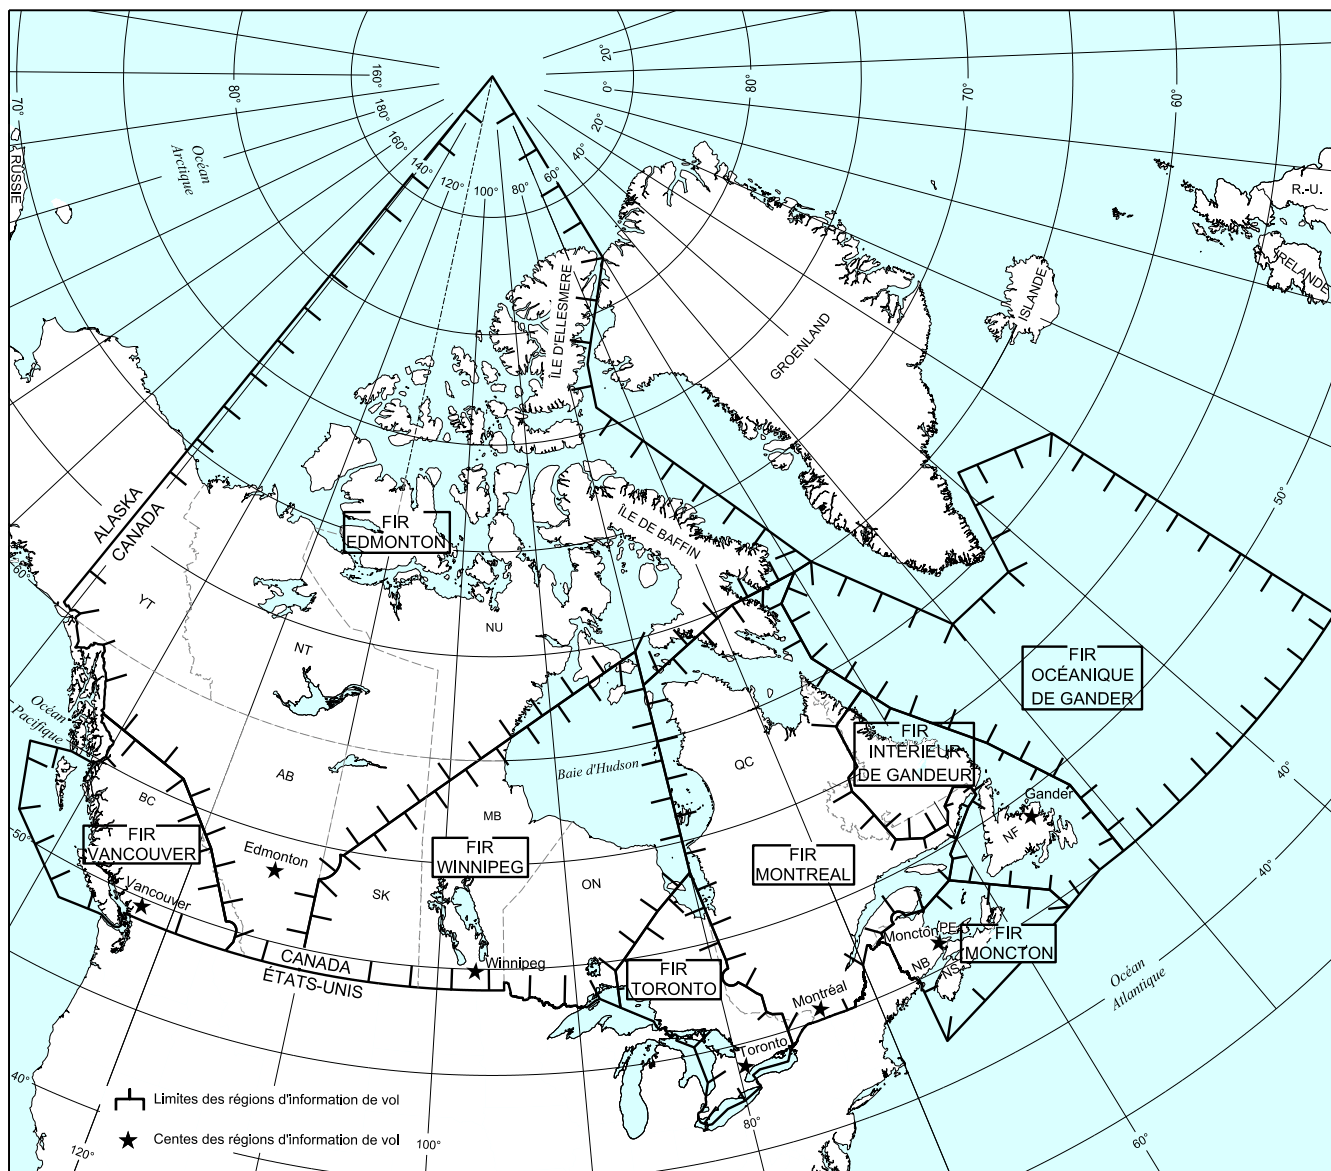 20°
0°
20°
40°
60°
80°
100°
120°
140°
160°
180°
160°
80°
70°
80°
70°
60°
50°
40°
40°
RUSSIE
Océan
Arctique
R.-U.
IRELANDE
ISLANDE
GROENLAND
ÎLE D'ELLESMERE
ÎLE DE BAFFIN
ALASKA
CANADA
FIR
EDMONTON
YT
NT
NU
60°
Océan
Pacifique
50°
FIR
OCÉANIQUE
DE GANDER
FIR
INTÉRIEUR
DE GANDEUR
Gander
NF
QC
Baie d'Hudson
AB
BC
MB
SK
ON
FIR
VANCOUVER
Edmonton
Vancouver
FIR
WINNIPEG
Winnipeg
FIR
MONTREAL
FIR
TORONTO
FIR
MONCTON
Moncton
PE
NB
NS
Montréal
Toronto
CANADA
ÉTATS-UNIS
Océan
Atlantique
40°
120°
100°
80°
60°
Limites des régions d'information de vol
Centes des régions d'information de vol